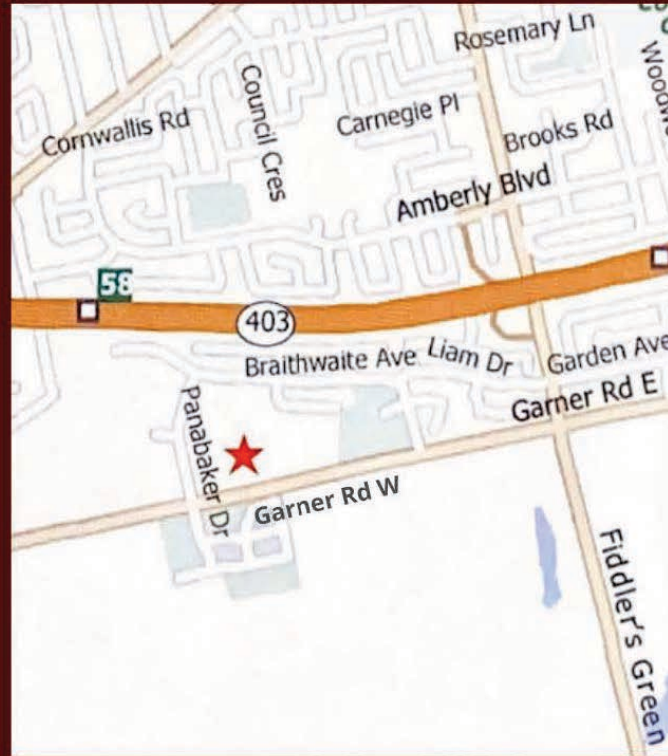 Rosemary Ln
Council Cres
Carnegie Pl
Cornwallis Rd
Brooks Rd
Amberly Blvd
58
403
Braithwaite Ave
Liam Dr
Garden Ave
Garner Rd E
Panabaker Dr
Garner Rd W
Fiddler's Green